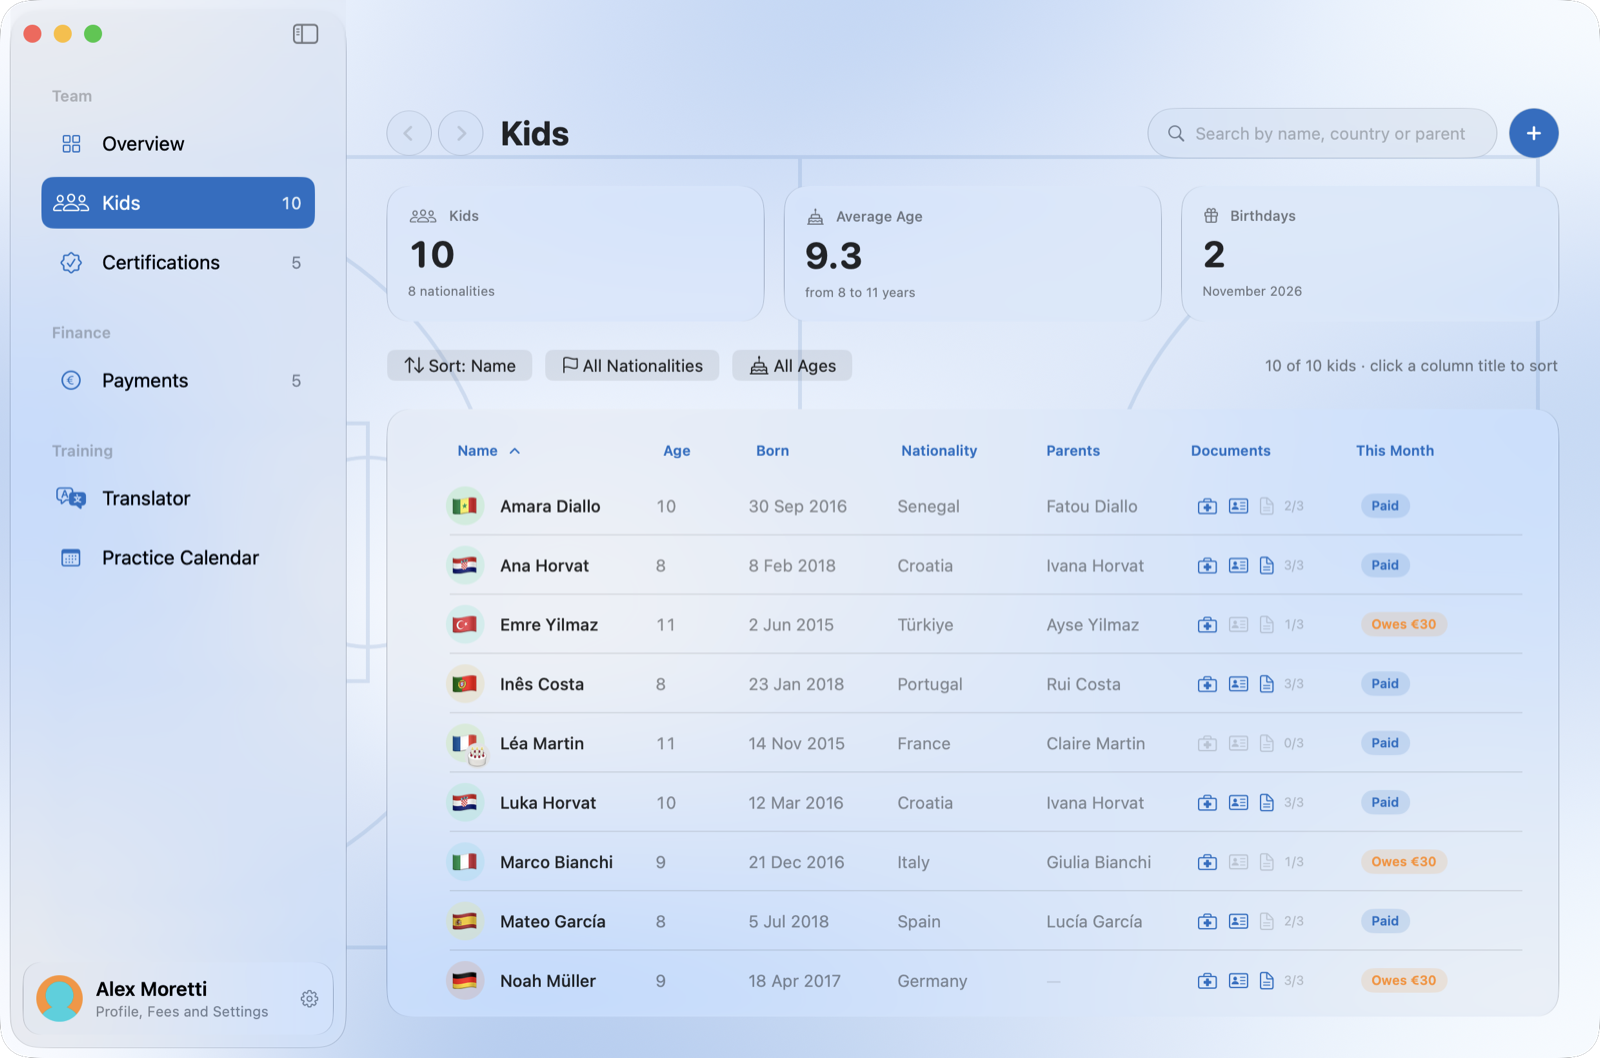 Team
Overview
Kids 10
Certifications 5
Finance
Payments 5
Training
Translator
Practice Calendar
Alex Moretti
Profile, Fees and Settings
Kids
Search by name, country or parent
Kids
10
8 nationalities
Average Age
9.3
from 8 to 11 years
Birthdays
2
November 2026
Sort: Name All Nationalities All Ages 10 of 10 kids · click a column title to sort
Name Age Born Nationality Parents Documents This Month
Amara Diallo 10 30 Sep 2016 Senegal Fatou Diallo 2/3 Paid
Ana Horvat 8 8 Feb 2018 Croatia Ivana Horvat 3/3 Paid
Emre Yilmaz 11 2 Jun 2015 Türkiye Ayse Yilmaz 1/3 Owes €30
Inês Costa 8 23 Jan 2018 Portugal Rui Costa 3/3 Paid
Léa Martin 11 14 Nov 2015 France Claire Martin 0/3 Paid
Luka Horvat 10 12 Mar 2016 Croatia Ivana Horvat 3/3 Paid
Marco Bianchi 9 21 Dec 2016 Italy Giulia Bianchi 1/3 Owes €30
Mateo García 8 5 Jul 2018 Spain Lucía García 2/3 Paid
Noah Müller 9 18 Apr 2017 Germany — 3/3 Owes €30